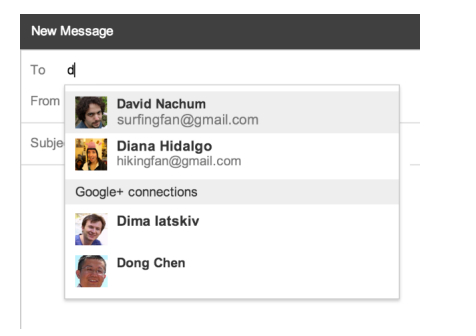 New Message
To d
From
David Nachum
surfingfan@gmail.com
Subje
Diana Hidalgo
hikingfan@gmail.com
Google+ connections
Dima Iatskiv
Dong Chen